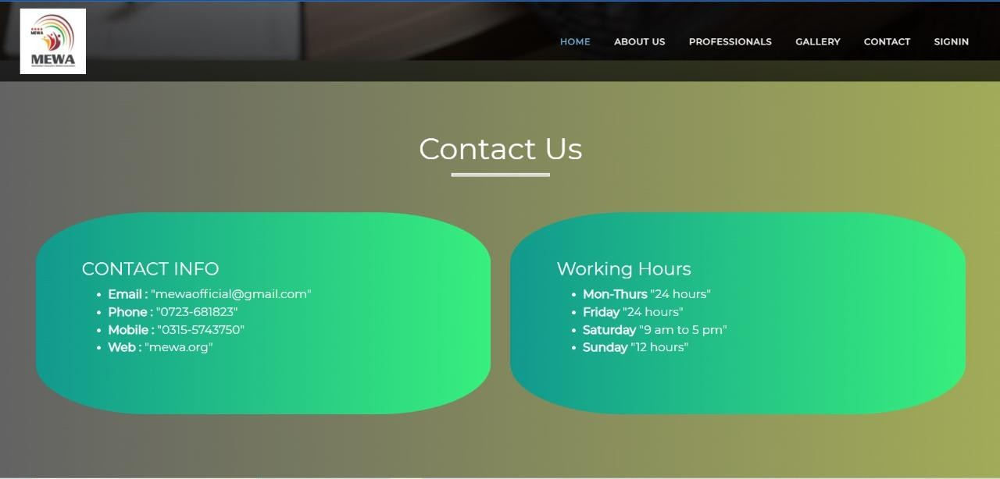 MEWA
MEWA
HOME ABOUT US PROFESSIONALS GALLERY CONTACT SIGNIN
Contact Us
CONTACT INFO
• Email : "mewaofficial@gmail.com"
• Phone : "0723-681823"
• Mobile : "0315-5743750"
• Web : "mewa.org"
Working Hours
• Mon-Thurs "24 hours"
• Friday "24 hours"
• Saturday "9 am to 5 pm"
• Sunday "12 hours"